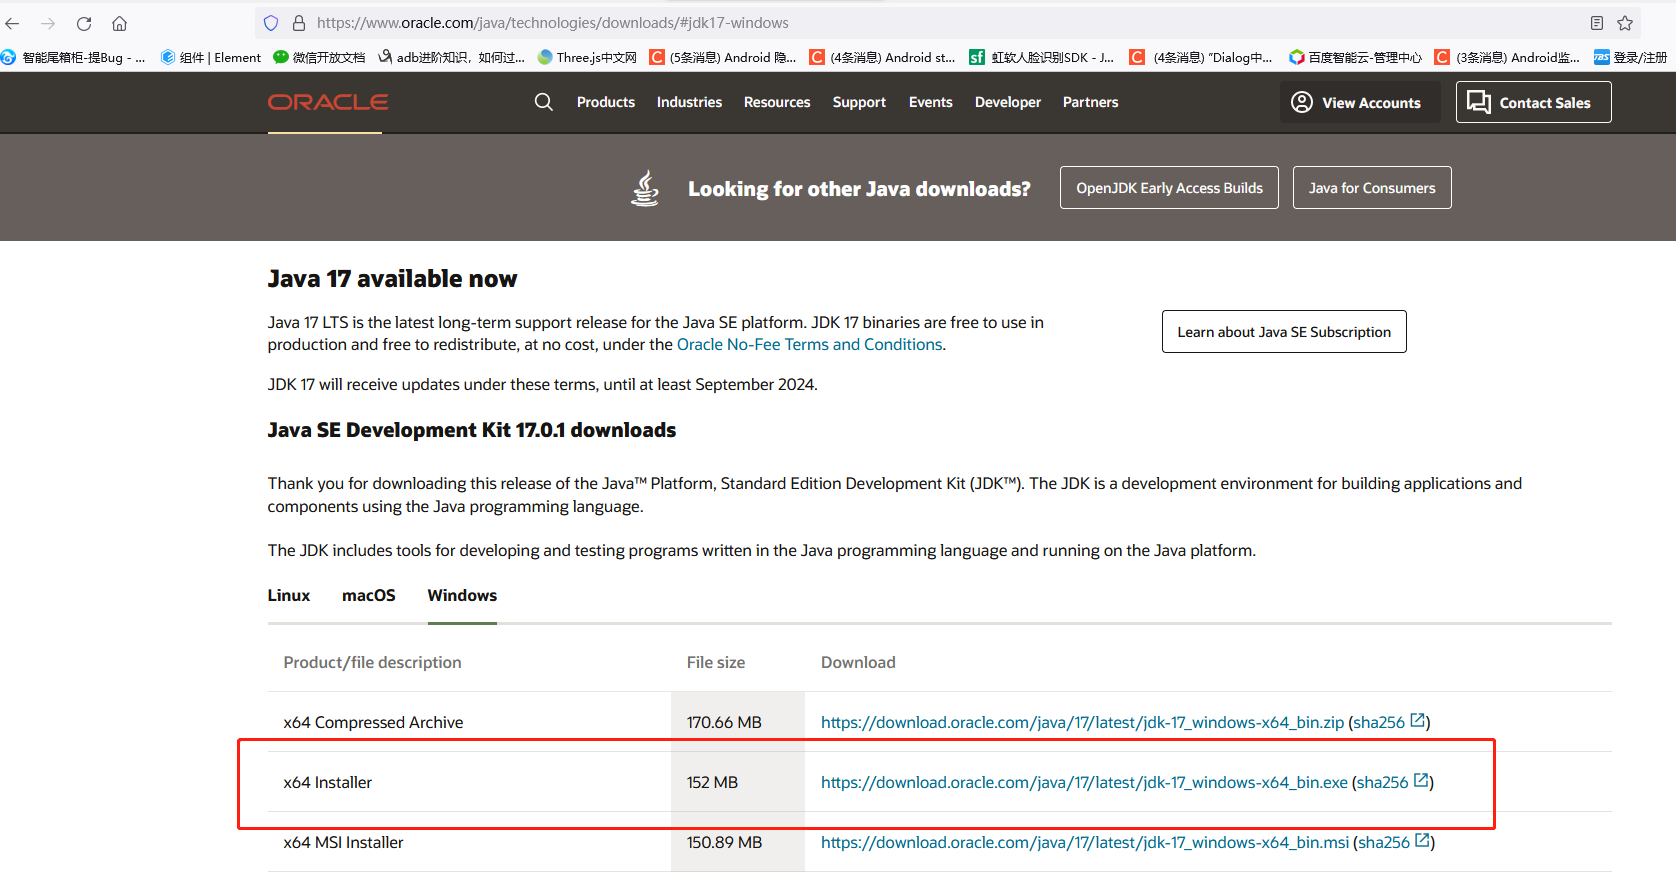 https://www.oracle.com/java/technologies/downloads/#jdk17-windows
智能尾箱柜-提Bug - ... 组件 | Element 微信开放文档 adb进阶知识，如何过... Three.js中文网 (5条消息) Android 隐... (4条消息) Android st... 虹软人脸识别SDK - J... (4条消息) "Dialog中... 百度智能云-管理中心 (3条消息) Android监... 登录/注册
ORACLE Products Industries Resources Support Events Developer Partners View Accounts Contact Sales
Looking for other Java downloads? OpenJDK Early Access Builds Java for Consumers
Java 17 available now
Java 17 LTS is the latest long-term support release for the Java SE platform. JDK 17 binaries are free to use in
production and free to redistribute, at no cost, under the Oracle No-Fee Terms and Conditions.
Learn about Java SE Subscription
JDK 17 will receive updates under these terms, until at least September 2024.
Java SE Development Kit 17.0.1 downloads
Thank you for downloading this release of the Java™ Platform, Standard Edition Development Kit (JDK™). The JDK is a development environment for building applications and
components using the Java programming language.
The JDK includes tools for developing and testing programs written in the Java programming language and running on the Java platform.
Linux macOS Windows
Product/file description File size Download
x64 Compressed Archive 170.66 MB https://download.oracle.com/java/17/latest/jdk-17_windows-x64_bin.zip (sha256)
x64 Installer 152 MB https://download.oracle.com/java/17/latest/jdk-17_windows-x64_bin.exe (sha256)
x64 MSI Installer 150.89 MB https://download.oracle.com/java/17/latest/jdk-17_windows-x64_bin.msi (sha256)